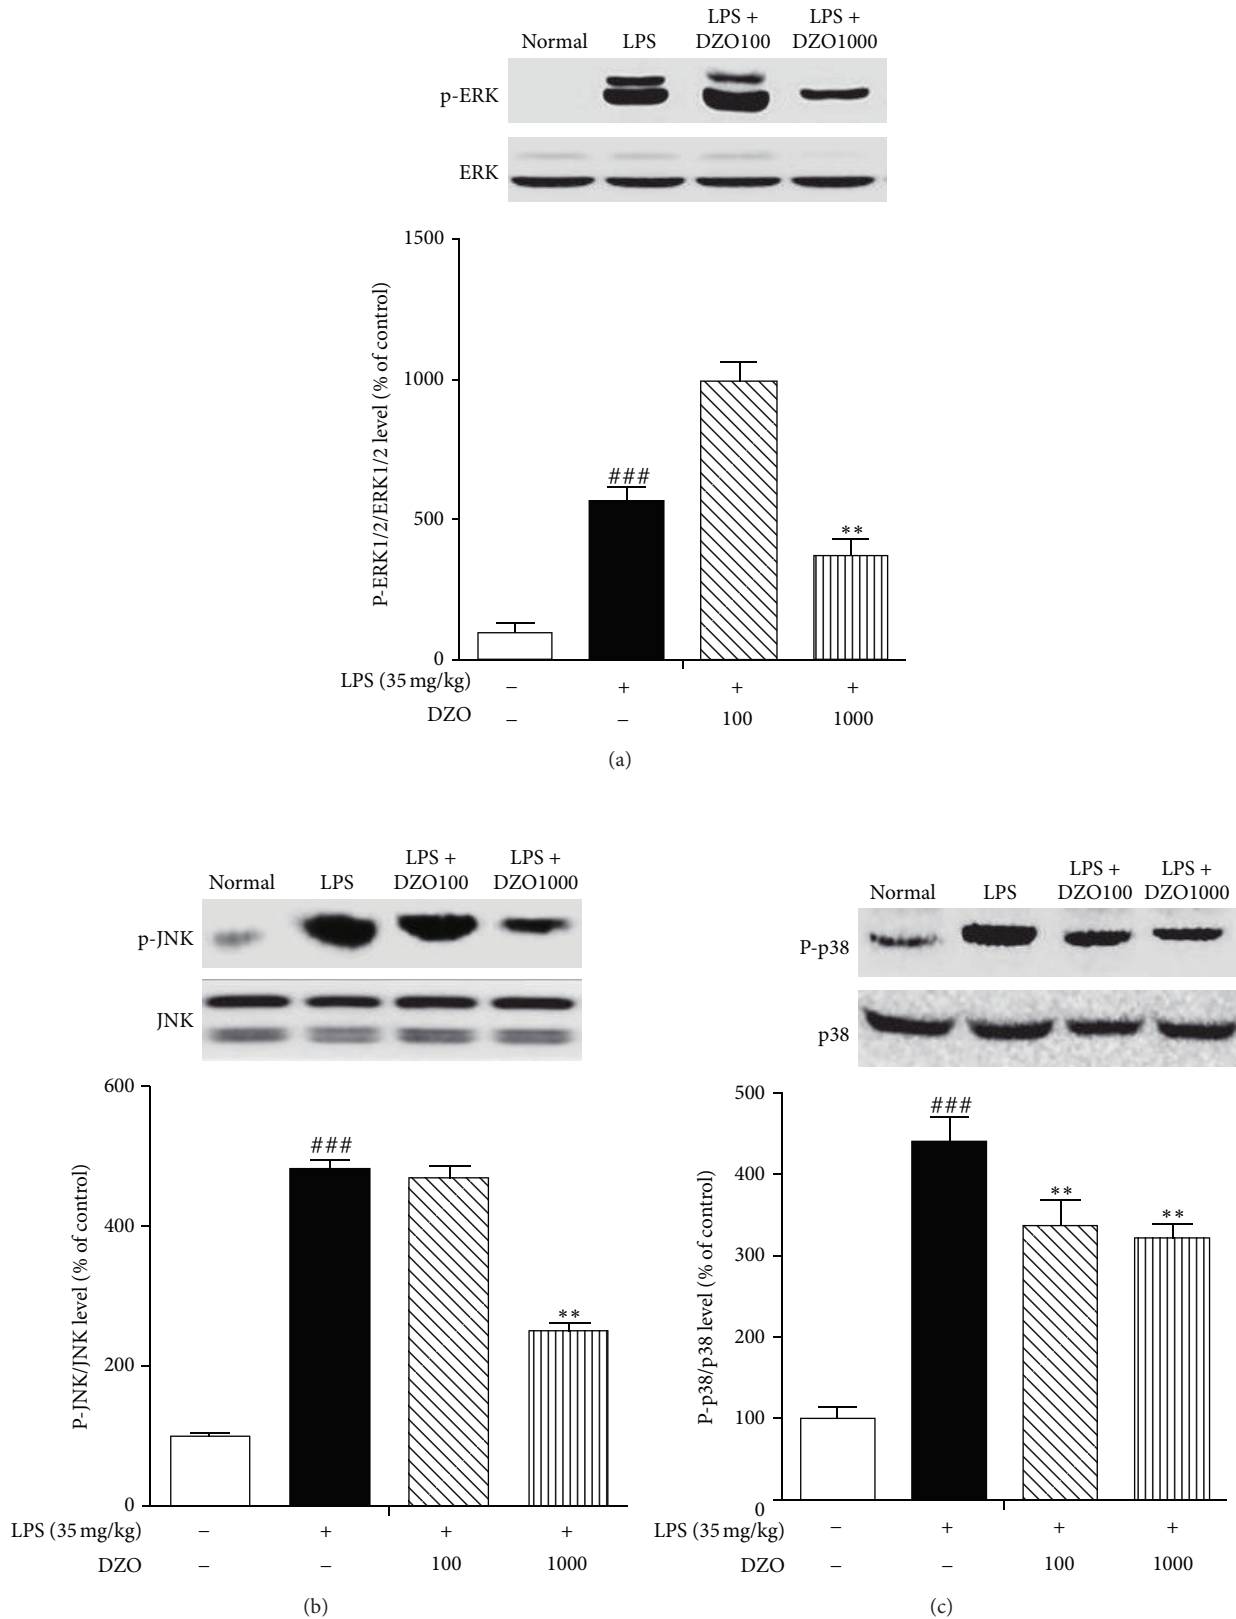 Normal LPS LPS + DZO100 LPS + DZO1000
p-ERK
ERK
P-ERK1/2/ERK1/2 level (% of control)
1500
1000
500
0
###
**
LPS (35 mg/kg) – + + +
DZO – – 100 1000
(a)
Normal LPS LPS + DZO100 LPS + DZO1000
p-JNK
JNK
P-JNK/JNK level (% of control)
600
400
200
0
###
**
LPS (35 mg/kg) – + + +
DZO – – 100 1000
(b)
Normal LPS LPS + DZO100 LPS + DZO1000
P-p38
p38
P-p38/p38 level (% of control)
500
400
300
200
100
0
###
**
**
LPS (35 mg/kg) – + + +
DZO – – 100 1000
(c)